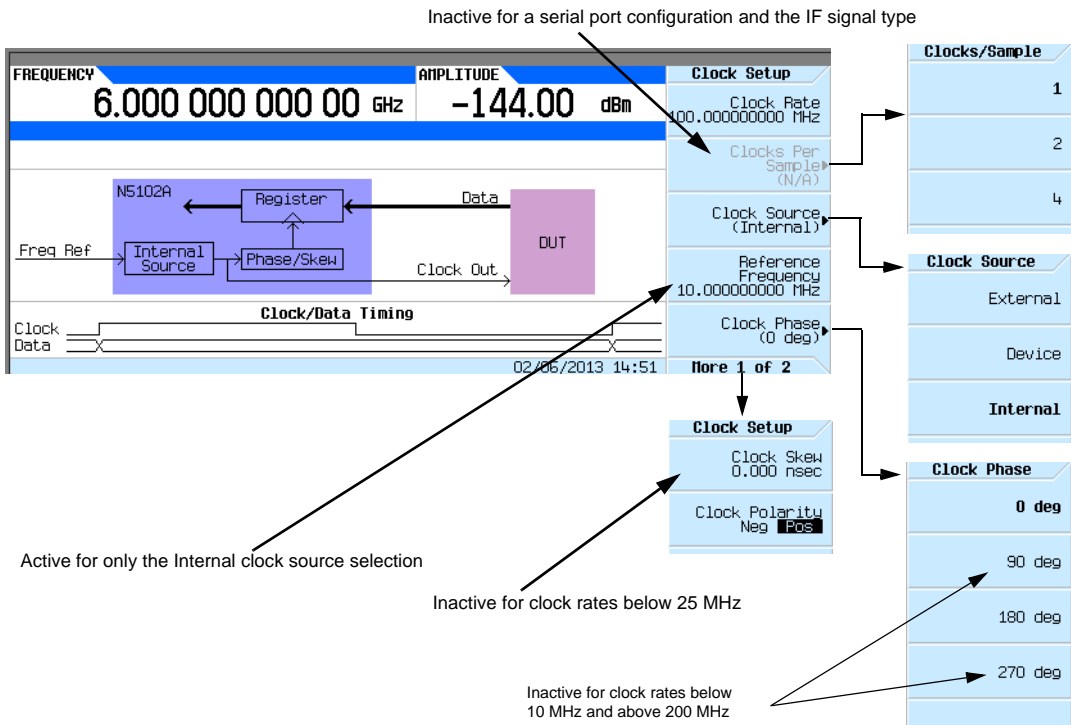 Inactive for a serial port configuration and the IF signal type
FREQUENCY
6.000 000 000 00 GHz
AMPLITUDE
-144.00 dBm
N5102A
Register
Data
DUT
Freq Ref
Internal
Source
Phase/Skew
Clock Out
Clock/Data Timing
Clock
Data
02/06/2013 14:51
Clock Setup
Clock Rate
100.000000000 MHz
Clocks Per
Sample
(N/A)
Clock Source
(Internal)
Reference
Frequency
10.000000000 MHz
Clock Phase
(0 deg)
More 1 of 2
Clocks/Sample
1
2
4
Clock Source
External
Device
Internal
Clock Setup
Clock Skew
0.000 nsec
Clock Polarity
Neg Pos
Clock Phase
0 deg
90 deg
180 deg
270 deg
Active for only the Internal clock source selection
Inactive for clock rates below 25 MHz
Inactive for clock rates below
10 MHz and above 200 MHz